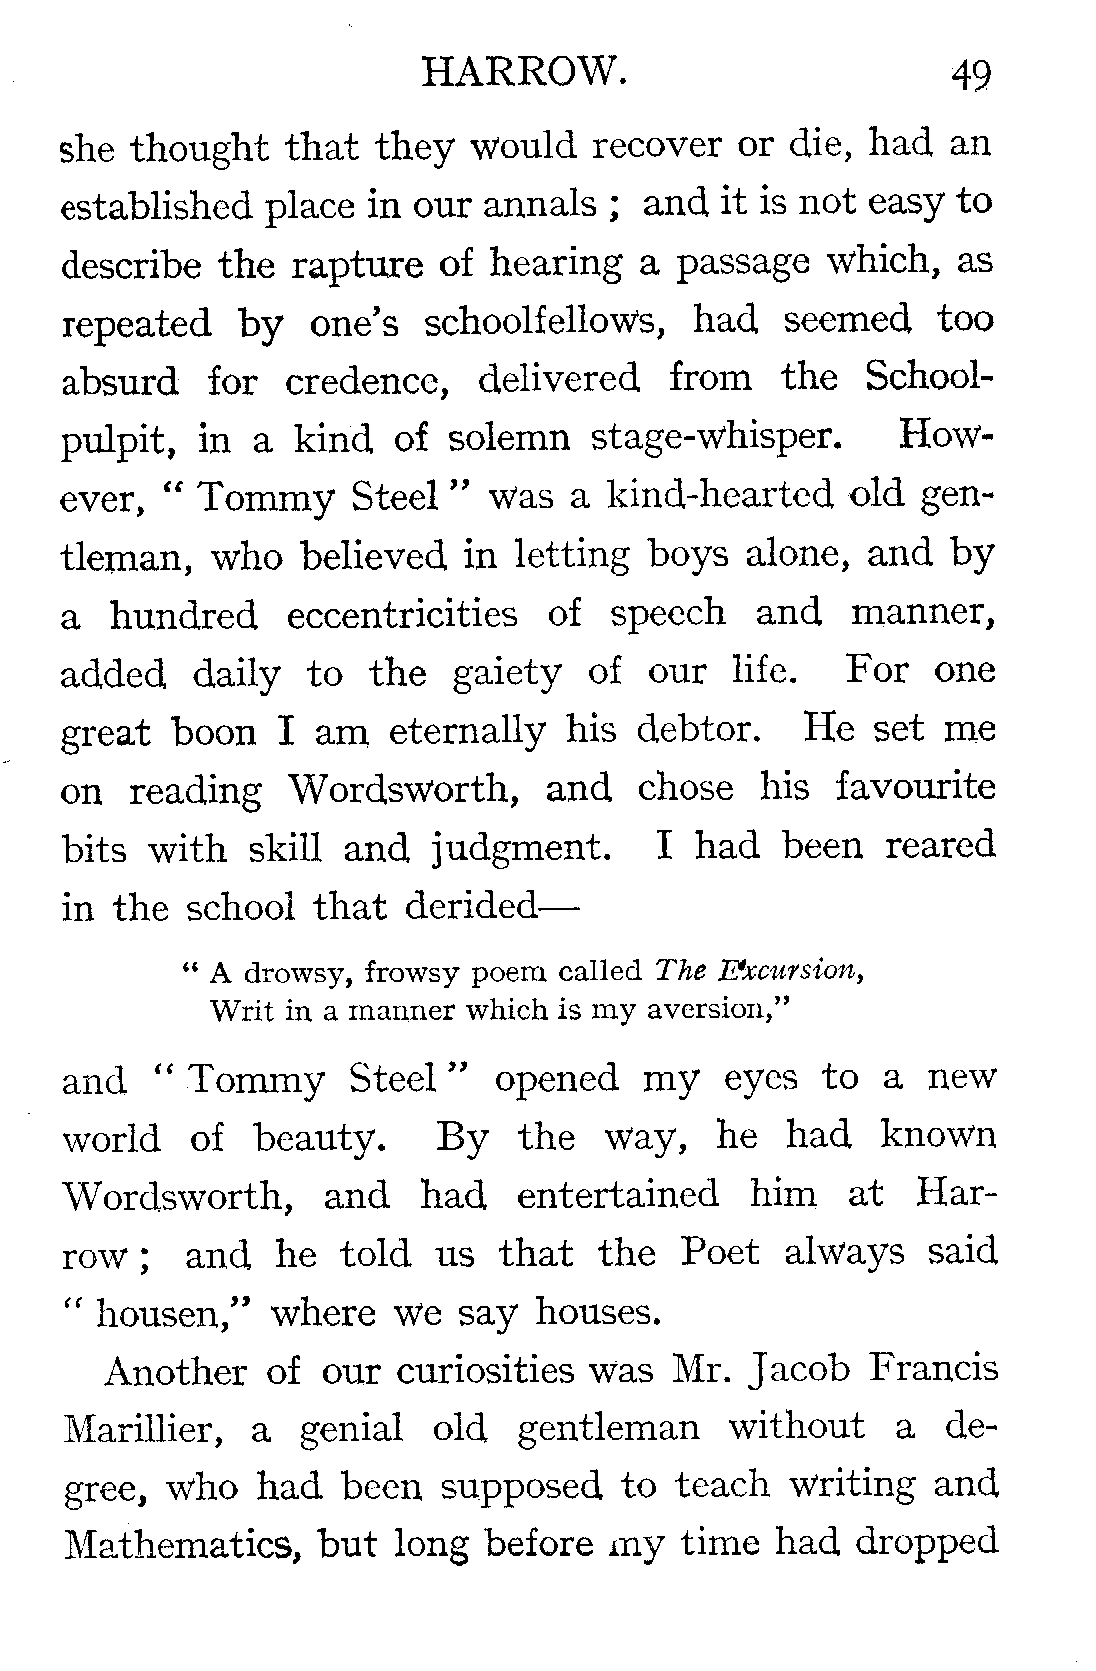 HARROW. 49
she thought that they would recover or die, had an
established place in our annals ; and it is not easy to
describe the rapture of hearing a passage which, as
repeated by one's schoolfellows, had seemed too
absurd for credence, delivered from the School-
pulpit, in a kind of solemn stage-whisper. How-
ever, “ Tommy Steel ” was a kind-hearted old gen-
tleman, who believed in letting boys alone, and by
a hundred eccentricities of speech and manner,
added daily to the gaiety of our life. For one
great boon I am eternally his debtor. He set me
on reading Wordsworth, and chose his favourite
bits with skill and judgment. I had been reared
in the school that derided—
“ A drowsy, frowsy poem called The Excursion,
Writ in a manner which is my aversion,”
and “ Tommy Steel ” opened my eyes to a new
world of beauty. By the way, he had known
Wordsworth, and had entertained him at Har-
row ; and he told us that the Poet always said
“ housen,” where we say houses.
Another of our curiosities was Mr. Jacob Francis
Marillier, a genial old gentleman without a de-
gree, who had been supposed to teach writing and
Mathematics, but long before my time had dropped